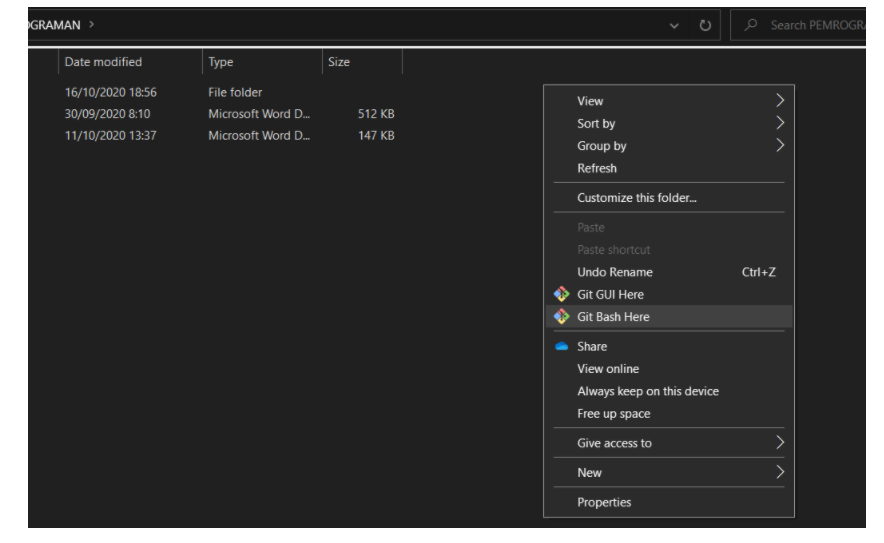 OGRAMAN >
Search PEMROGRA
Date modified Type Size
16/10/2020 18:56 File folder
30/09/2020 8:10 Microsoft Word D... 512 KB
11/10/2020 13:37 Microsoft Word D... 147 KB
View
Sort by
Group by
Refresh
Customize this folder...
Paste
Paste shortcut
Undo Rename Ctrl+Z
Git GUI Here
Git Bash Here
Share
View online
Always keep on this device
Free up space
Give access to
New
Properties